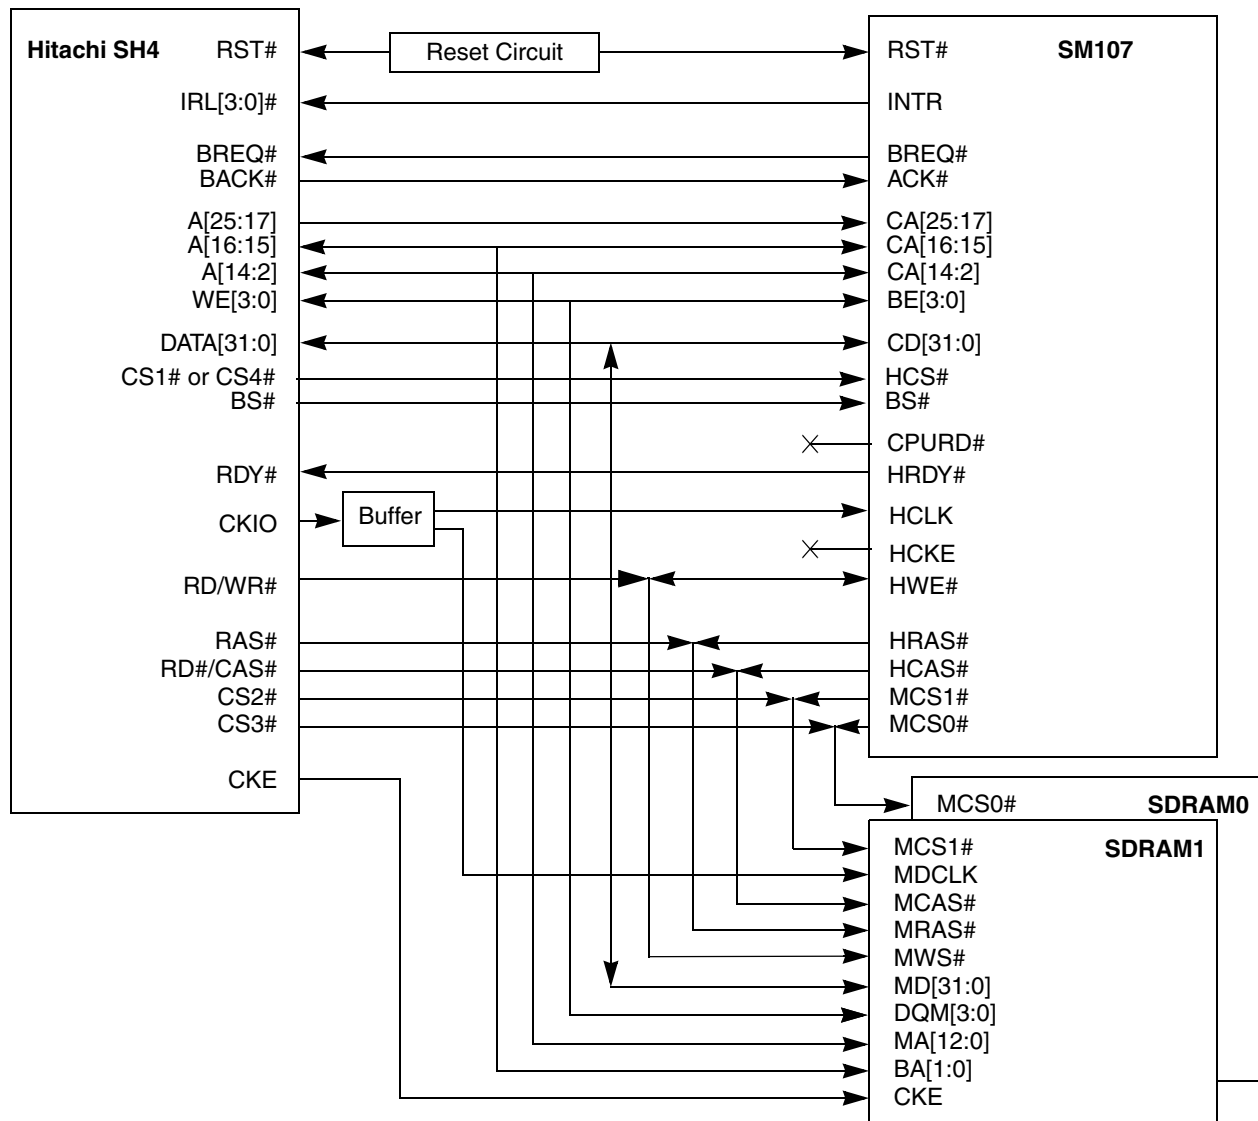 Hitachi SH4 RST# Reset Circuit RST# SM107
IRL[3:0]# INTR
BREQ# BREQ#
BACK# ACK#
A[25:17] CA[25:17]
A[16:15] CA[16:15]
A[14:2] CA[14:2]
WE[3:0] BE[3:0]
DATA[31:0] CD[31:0]
CS1# or CS4# HCS#
BS# BS#
CPURD#
RDY# HRDY#
CKIO Buffer HCLK
HCKE
RD/WR# HWE#
RAS# HRAS#
RD#/CAS# HCAS#
CS2# MCS1#
CS3# MCS0#
CKE
MCS0# SDRAM0
MCS1# SDRAM1
MDCLK
MCAS#
MRAS#
MWS#
MD[31:0]
DQM[3:0]
MA[12:0]
BA[1:0]
CKE